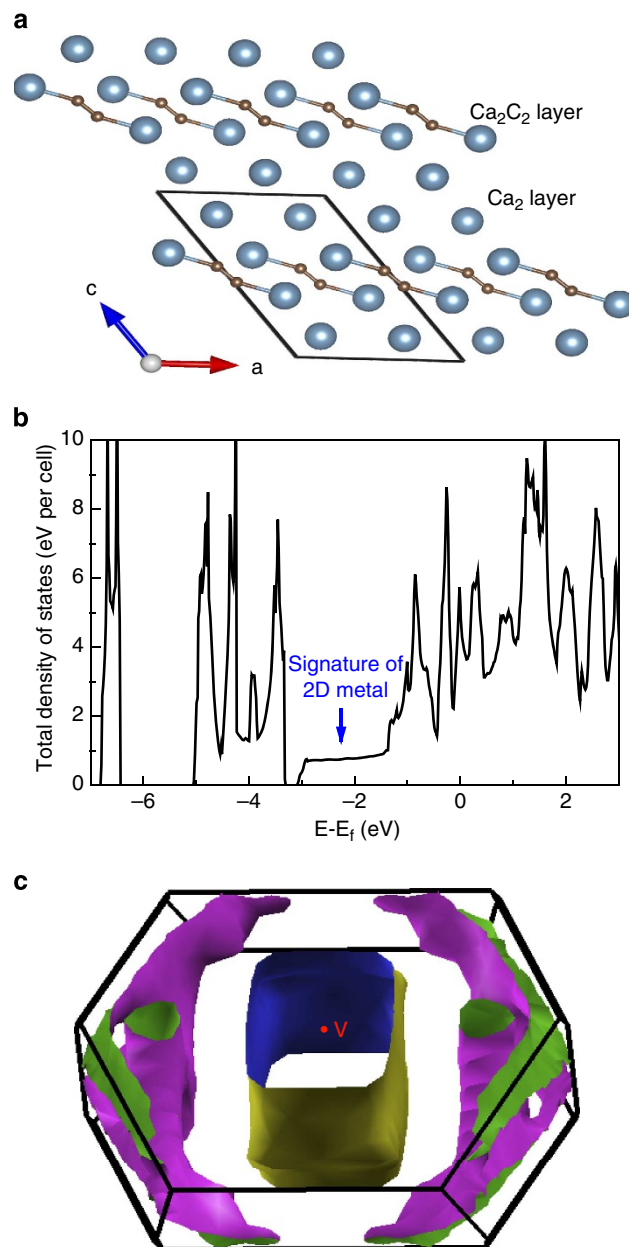 a
Ca₂C₂ layer
Ca₂ layer
c
a
b
Total density of states (eV per cell)
10
8
6
4
2
0
Signature of
2D metal
−6
−4
−2
0
2
E-E_f (eV)
c
V